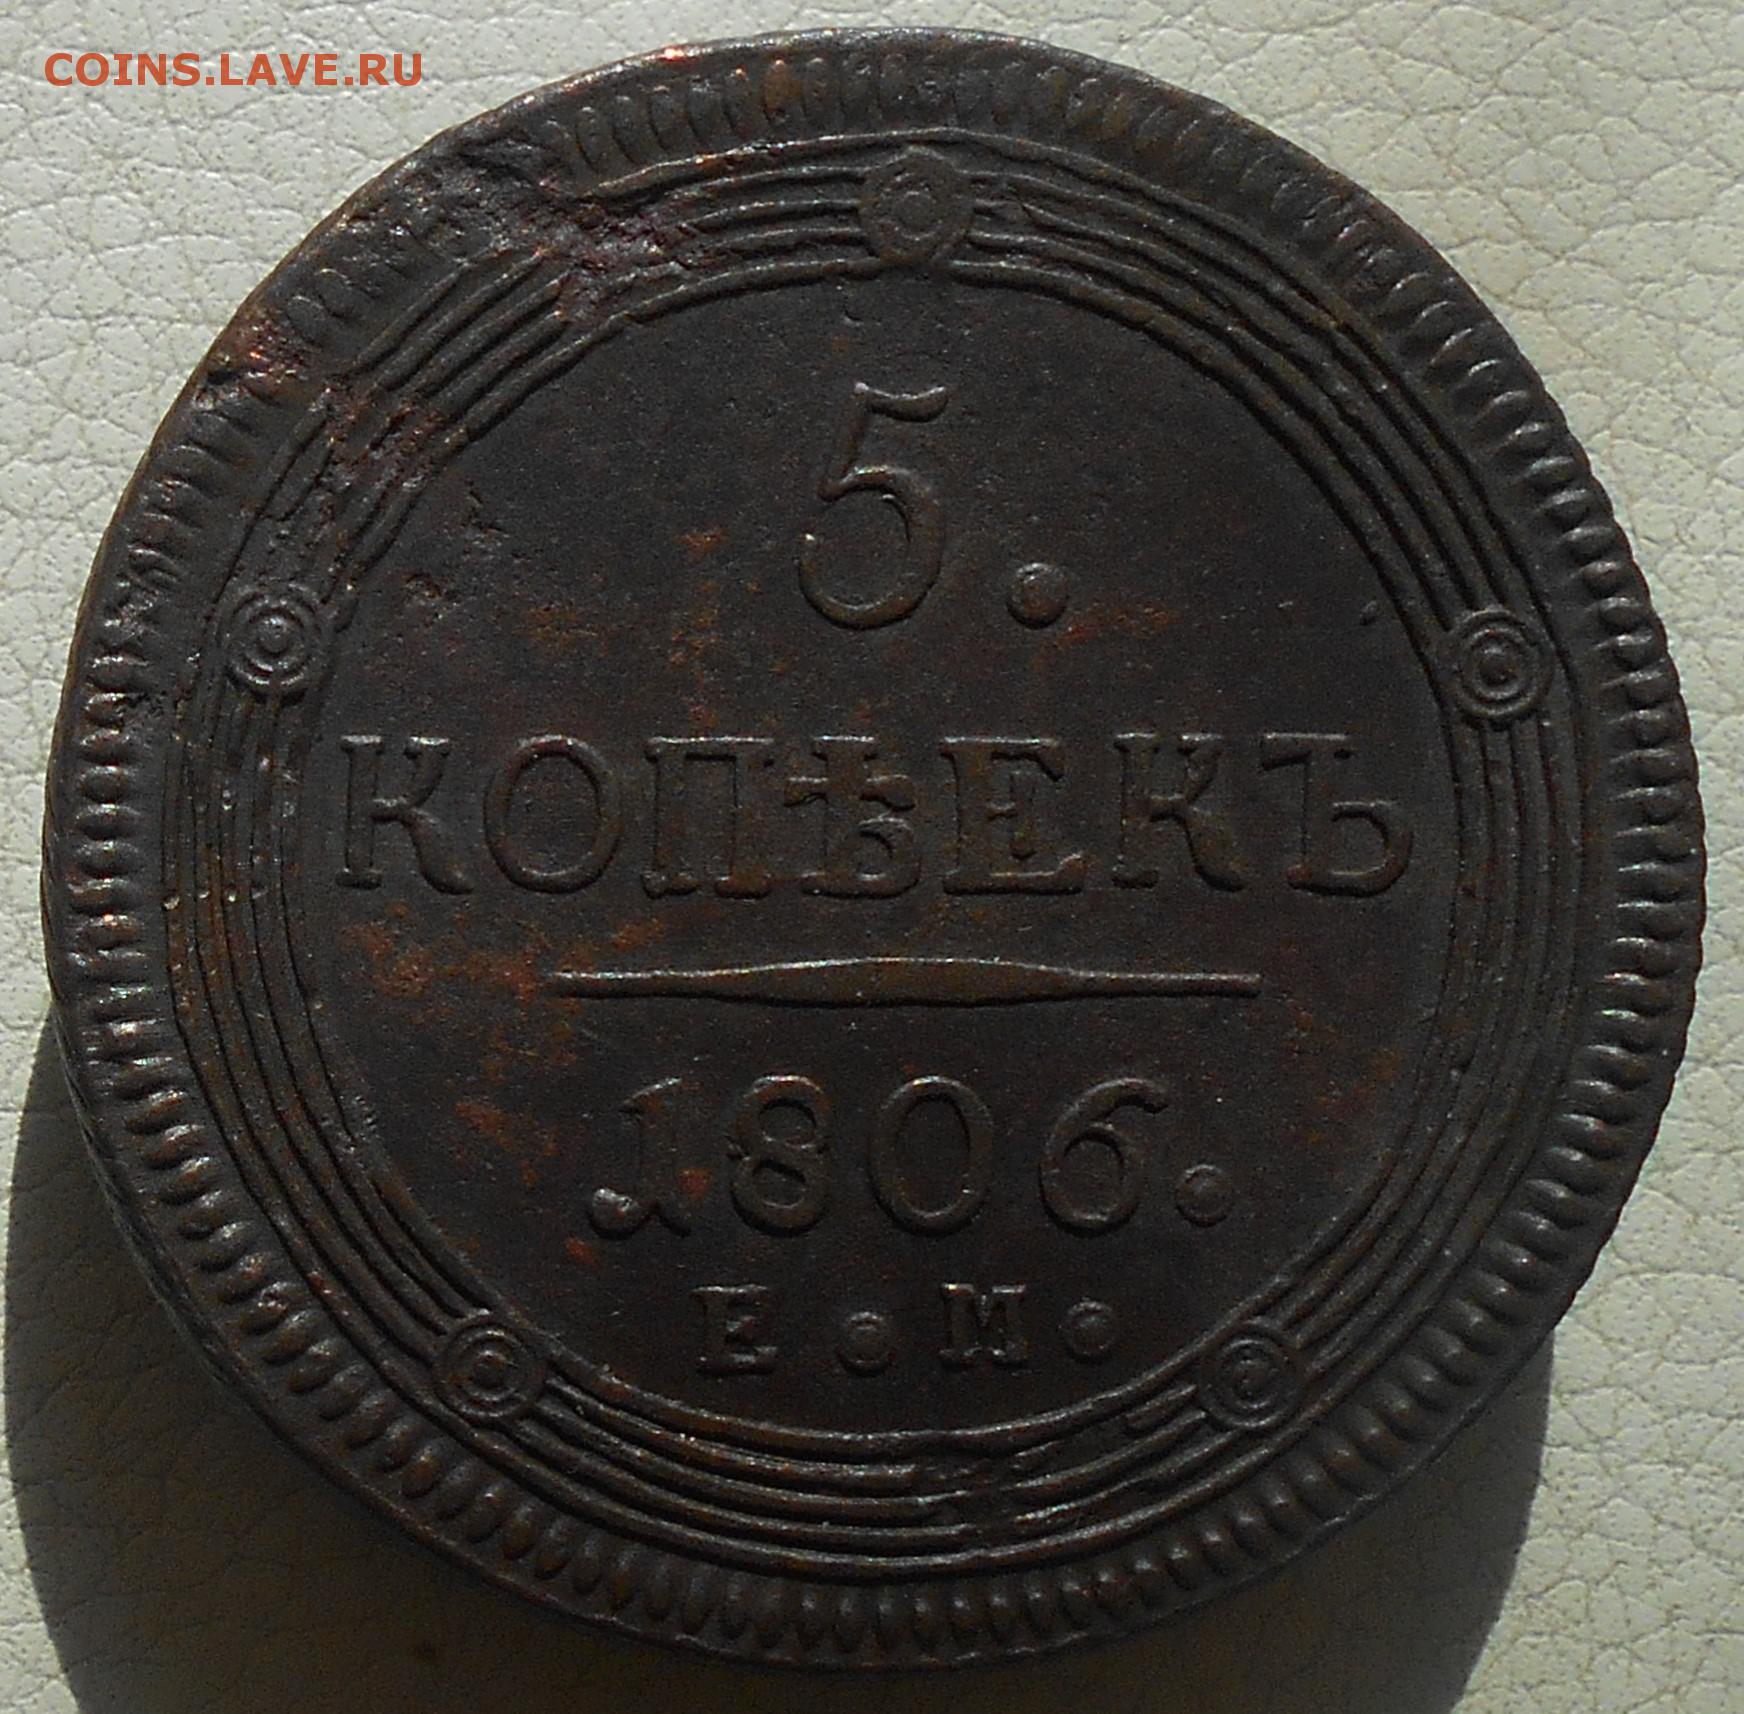 COINS.LAVE.RU
5.
КОПѢЕКЪ
1806.
Е • М •